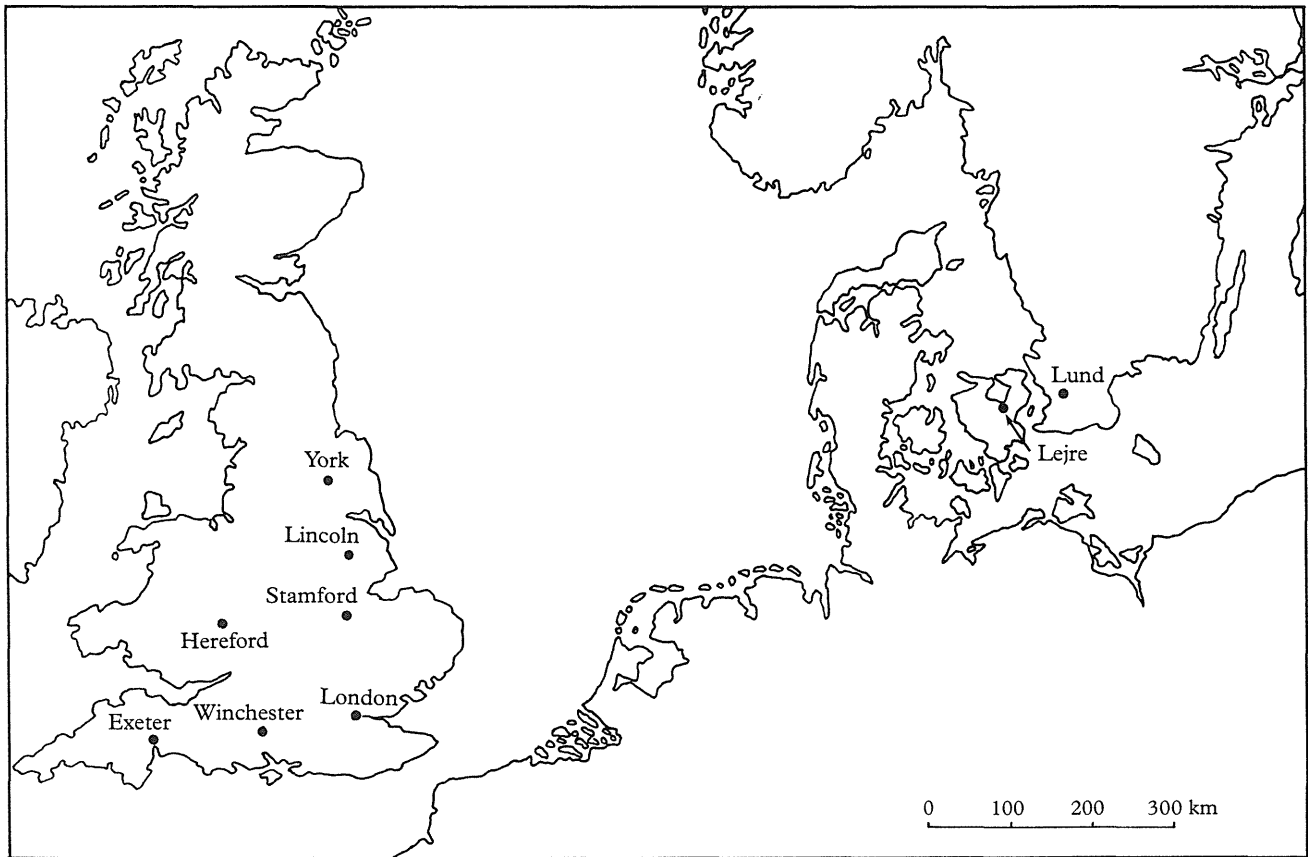 Lund
Lejre
York
Lincoln
Stamford
Hereford
London
Winchester
Exeter
0 100 200 300 km